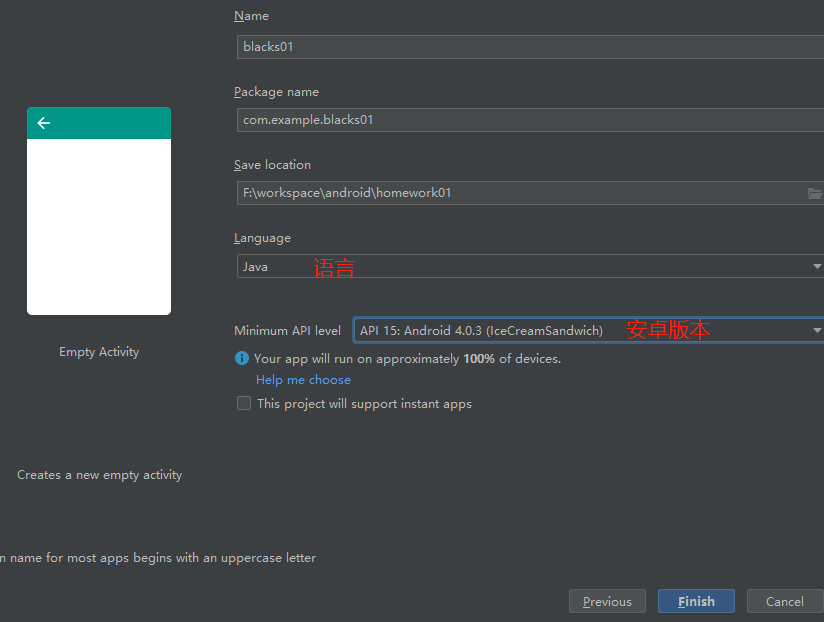 Name
blacks01
Package name
com.example.blacks01
Save location
F:\workspace\android\homework01
Language
Java 语言
Minimum API level API 15: Android 4.0.3 (IceCreamSandwich) 安卓版本
Your app will run on approximately 100% of devices.
Help me choose
This project will support instant apps
Empty Activity
Creates a new empty activity
n name for most apps begins with an uppercase letter
Previous Finish Cancel